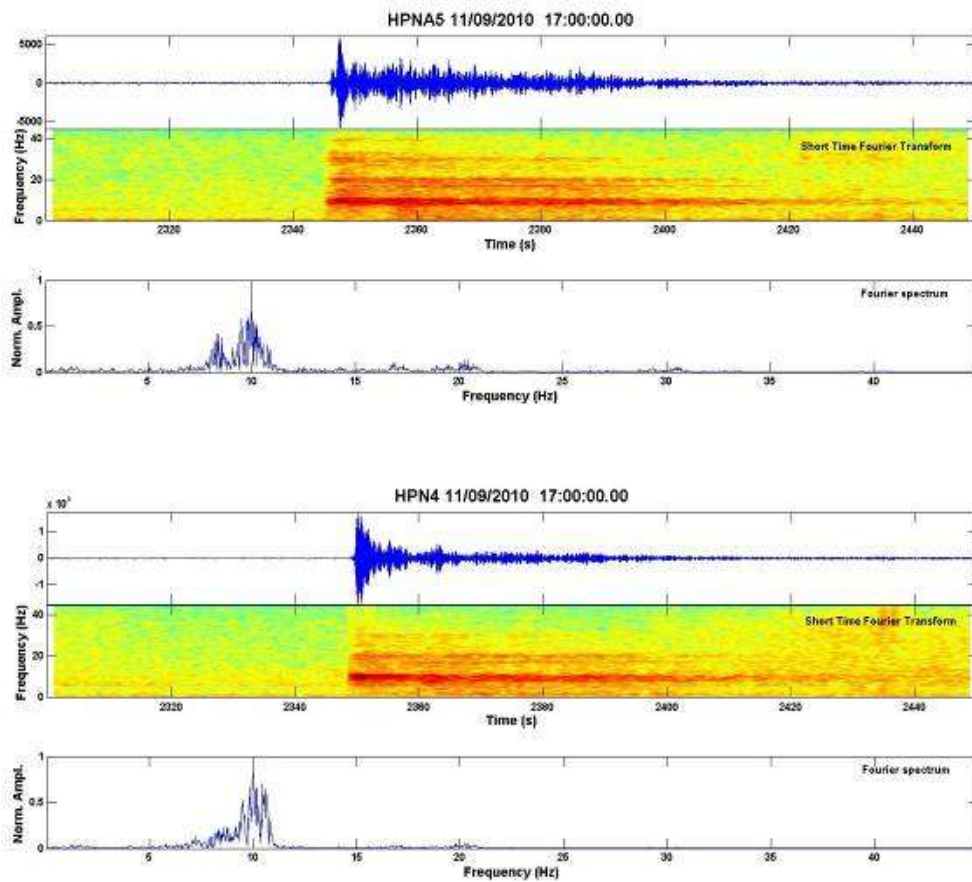 HPNA5 11/09/2010 17:00:00.00
5000
0
-5000
Short Time Fourier Transform
Frequency (Hz)
40
20
0
2320 2340 2360 2380 2400 2420 2440
Time (s)
Norm. Ampl.
1
0.5
0
Fourier spectrum
5 10 15 20 25 30 35 40
Frequency (Hz)
HPN4 11/09/2010 17:00:00.00
1
0
-1
Short Time Fourier Transform
Frequency (Hz)
40
20
0
2320 2340 2360 2380 2400 2420 2440
Time (s)
Norm. Ampl.
1
0.5
0
Fourier spectrum
5 10 15 20 25 30 35 40
Frequency (Hz)